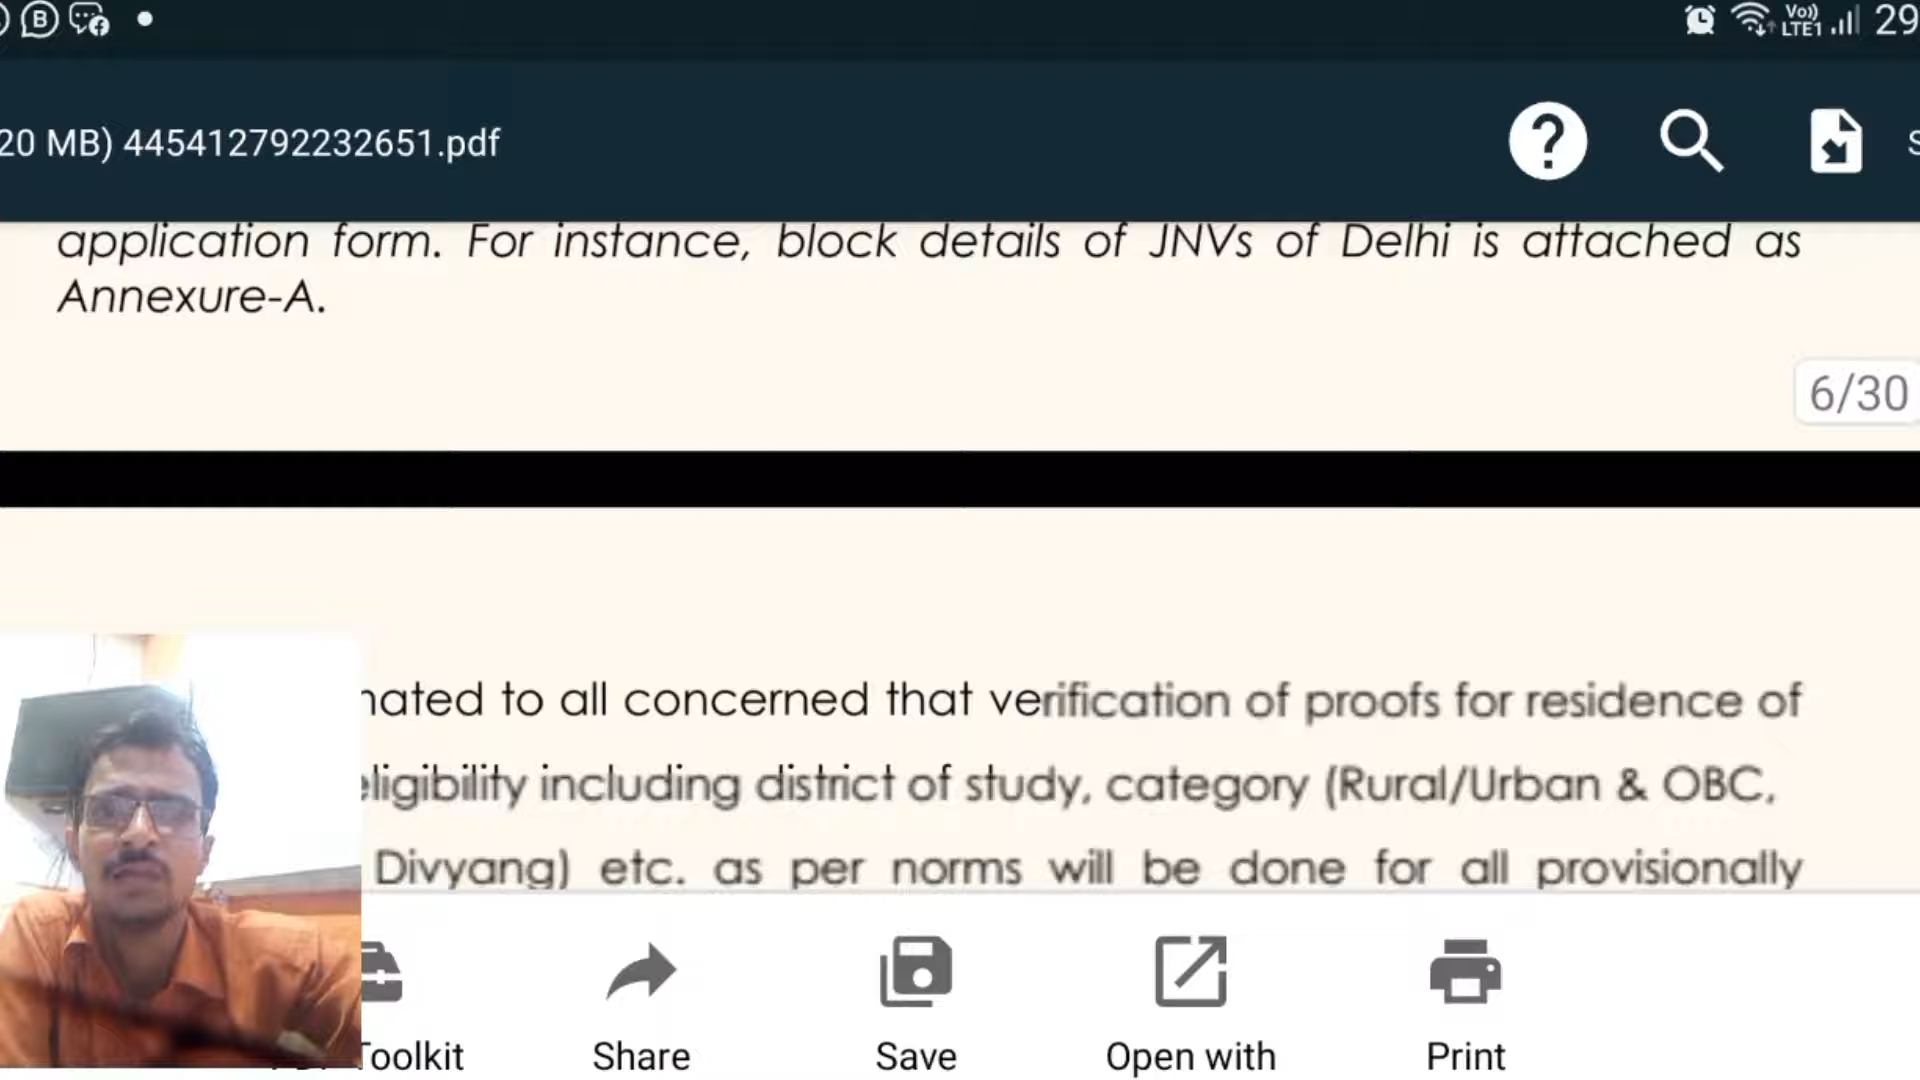 B
Vo))
LTE1
29
20 MB) 445412792232651.pdf
application form. For instance, block details of JNVs of Delhi is attached as
Annexure-A.
6/30
nated to all concerned that verification of proofs for residence of
eligibility including district of study, category (Rural/Urban & OBC,
Divyang) etc. as per norms will be done for all provisionally
Toolkit
Share
Save
Open with
Print